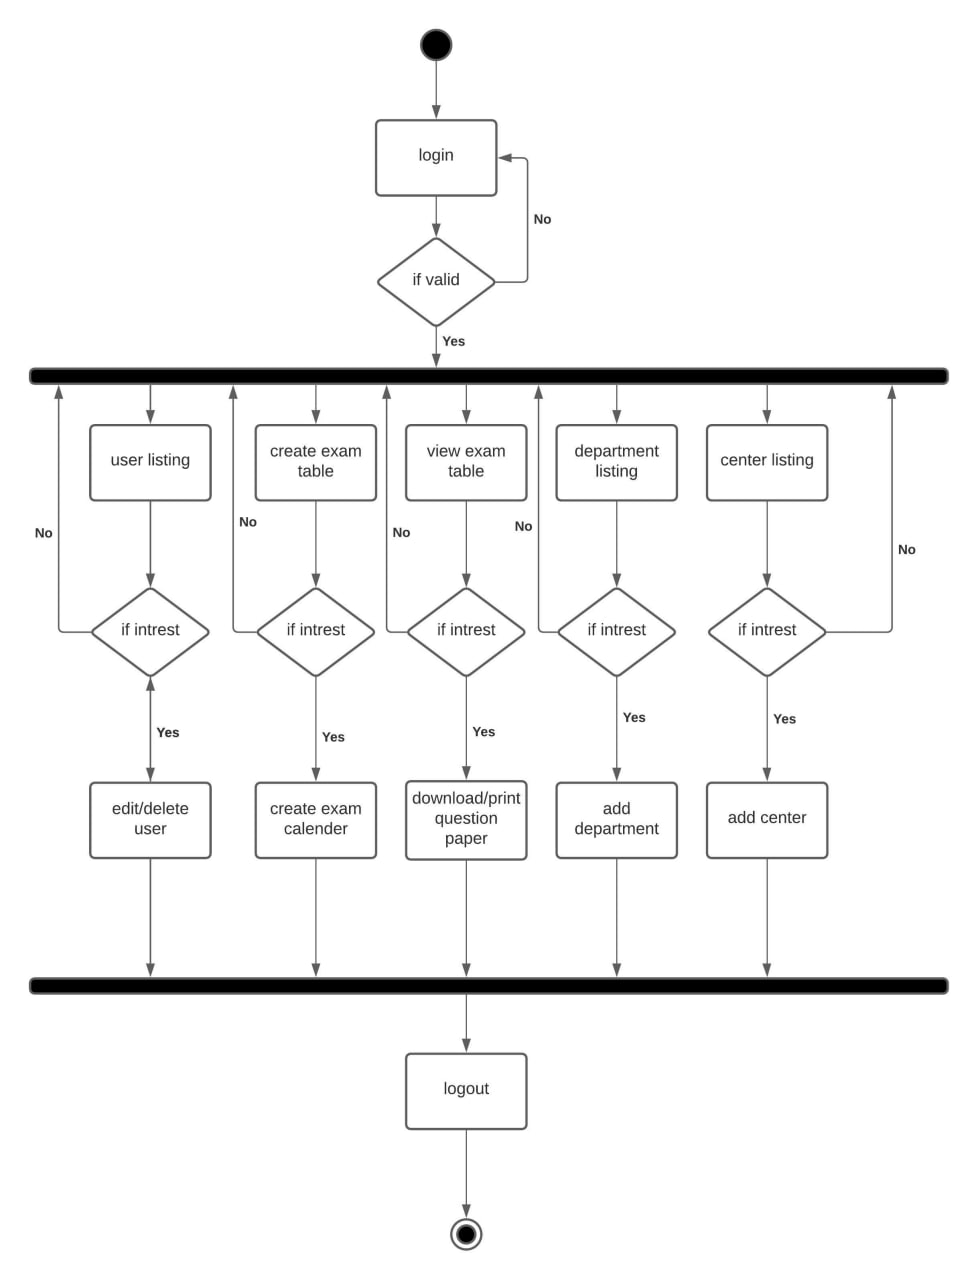 login
No
if valid
Yes
user listing
create exam
table
view exam
table
department
listing
center listing
No
No
No
No
No
if intrest
if intrest
if intrest
if intrest
if intrest
Yes
Yes
Yes
Yes
Yes
edit/delete
user
create exam
calender
download/print
question
paper
add
department
add center
logout